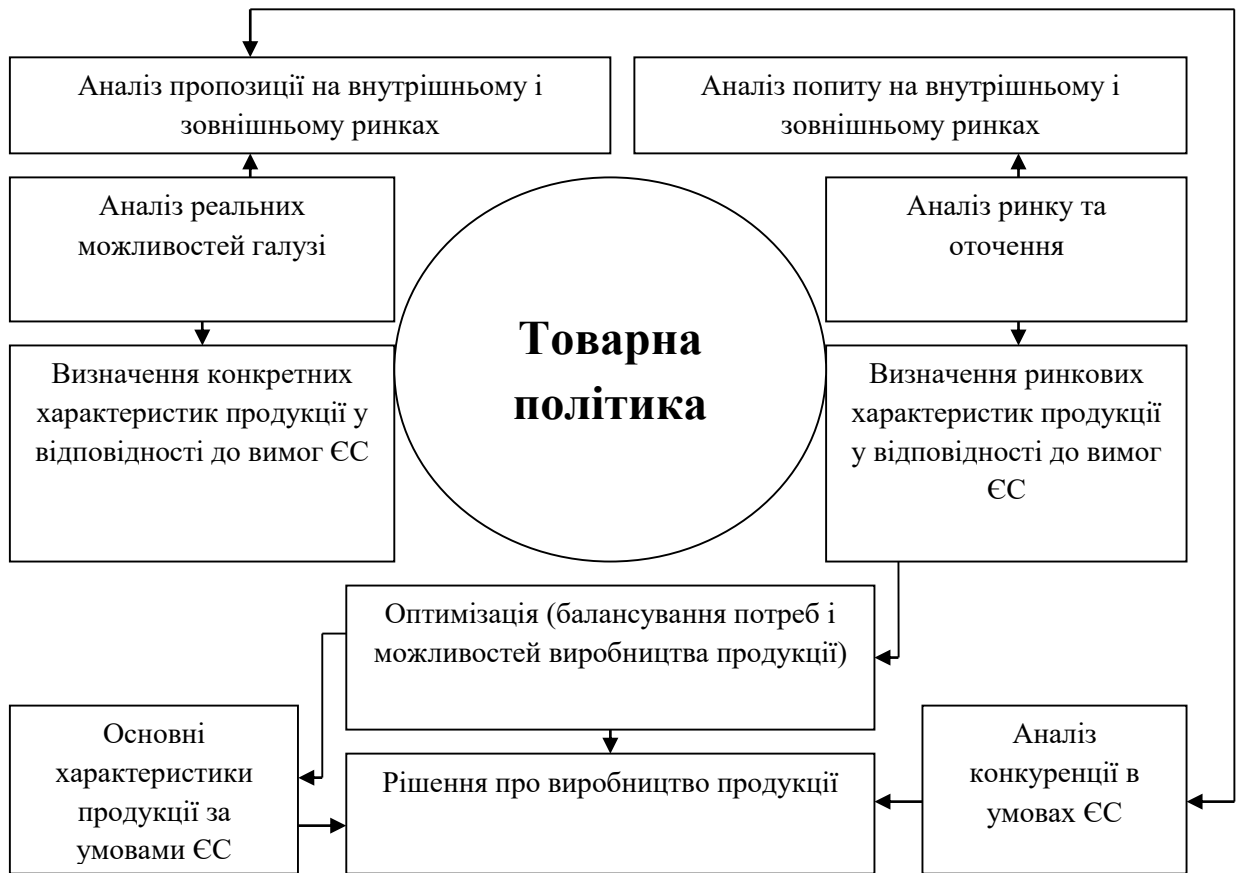 Аналіз пропозиції на внутрішньому і
зовнішньому ринках
Аналіз попиту на внутрішньому і
зовнішньому ринках
Аналіз реальних
можливостей галузі
Аналіз ринку та
оточення
Товарна
політика
Визначення конкретних
характеристик продукції у
відповідності до вимог ЄС
Визначення ринкових
характеристик продукції
у відповідності до вимог
ЄС
Оптимізація (балансування потреб і
можливостей виробництва продукції)
Основні
характеристики
продукції за
умовами ЄС
Рішення про виробництво продукції
Аналіз
конкуренції в
умовах ЄС